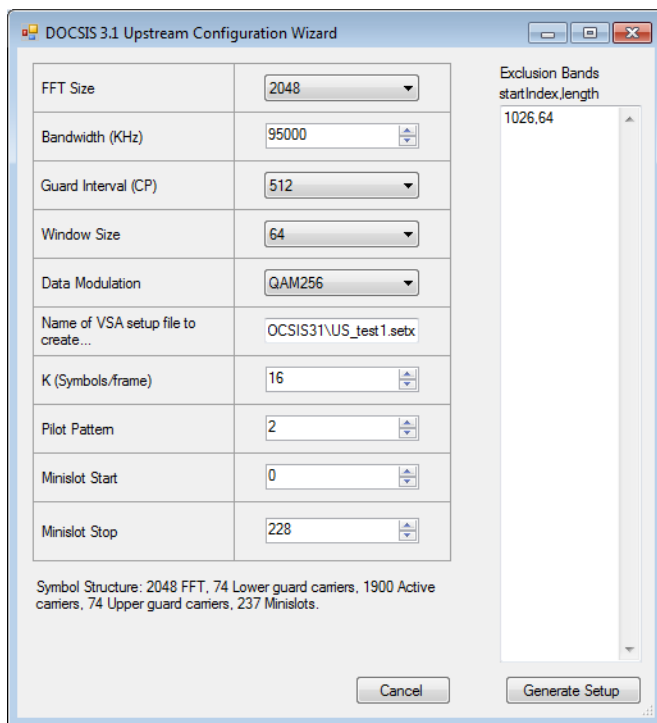 DOCSIS 3.1 Upstream Configuration Wizard
FFT Size
2048
Bandwidth (KHz)
95000
Guard Interval (CP)
512
Window Size
64
Data Modulation
QAM256
Name of VSA setup file to
create...
OCSIS31\US_test1.setx
K (Symbols/frame)
16
Pilot Pattern
2
Minislot Start
0
Minislot Stop
228
Symbol Structure: 2048 FFT, 74 Lower guard carriers, 1900 Active
carriers, 74 Upper guard carriers, 237 Minislots.
Exclusion Bands
startIndex,length
1026,64
Cancel
Generate Setup